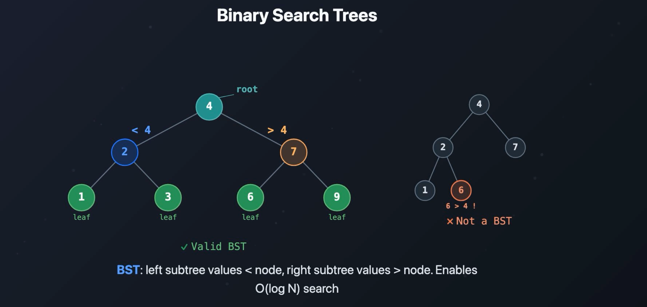 Binary Search Trees
root
4
4
< 4
> 4
2
7
2
7
1
3
6
9
1
6
leaf
leaf
leaf
leaf
6 > 4 !
✗ Not a BST
✓ Valid BST
BST: left subtree values < node, right subtree values > node. Enables
O(log N) search